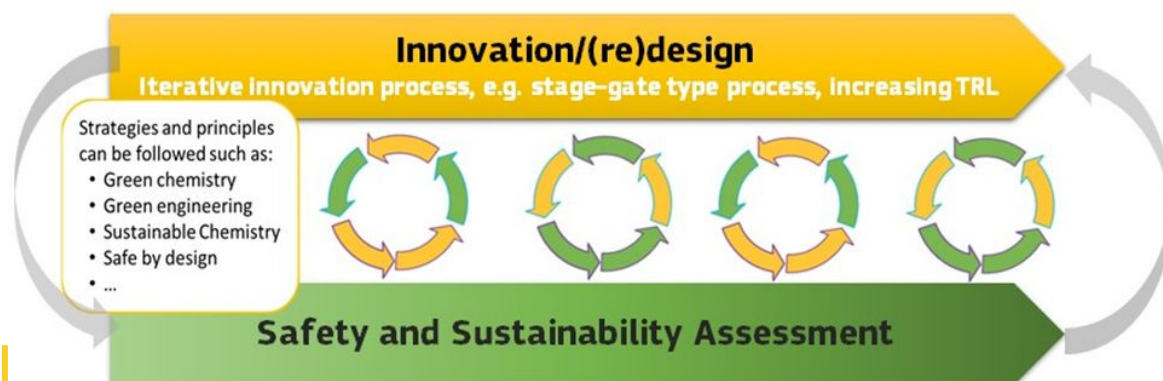 Innovation/(re)design
Iterative innovation process, e.g. stage-gate type process, increasing TRL
Strategies and principles
can be followed such as:
• Green chemistry
• Green engineering
• Sustainable Chemistry
• Safe by design
• ...
Safety and Sustainability Assessment